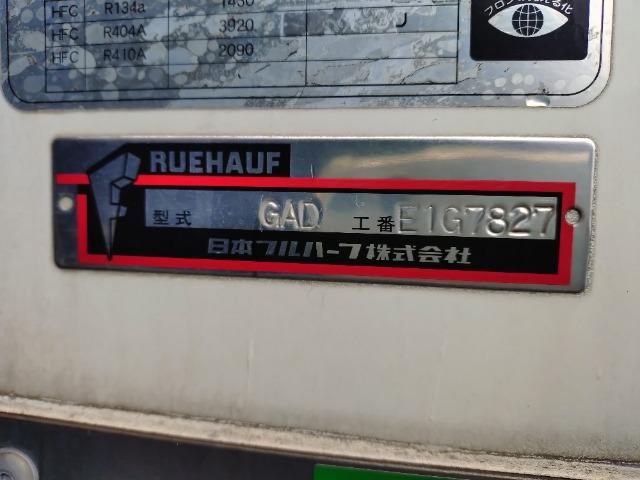 HFC R134a 1430
HFC R404A 3920
HFC R410A 2090
RUEHAUF
型式 GAD 工番 E1G7827
日本フルハーフ株式会社